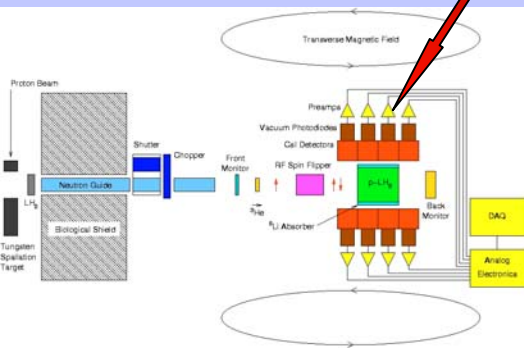 Transverse Magnetic Field
Proton Beam
Preamps
Vacuum Photodiodes
Shutter
Chopper
Front
Monitor
Csl Detectors
RF Spin Flipper
LH2
Neutron Guide
p-LH2
3He
Back
Monitor
DAQ
Biological Shield
6Li Absorber
Tungsten
Spallation
Target
Analog
Electronics